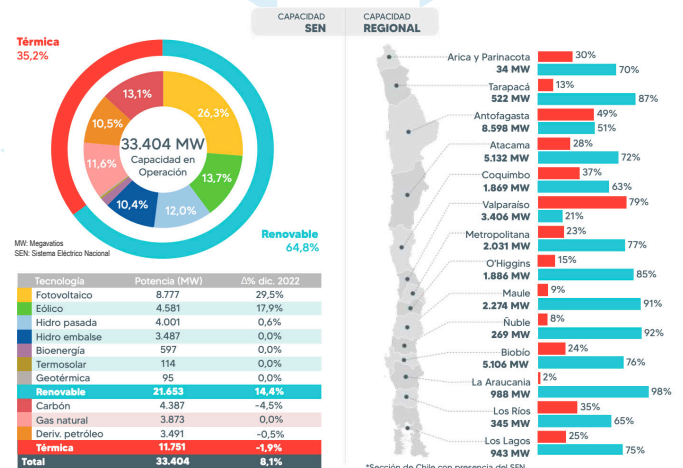 CAPACIDAD
SEN
CAPACIDAD
REGIONAL
Térmica
35,2%
26,3%
13,7%
12,0%
10,4%
11,6%
10,5%
13,1%
33.404 MW
Capacidad en
Operación
Renovable
64,8%
MW: Megavatios
SEN: Sistema Eléctrico Nacional
Tecnología Potencia (MW) Δ% dic. 2022
Fotovoltaico 8.777 29,5%
Eólico 4.581 17,9%
Hidro pasada 4.001 0,6%
Hidro embalse 3.487 0,0%
Bioenergía 597 0,0%
Termosolar 114 0,0%
Geotérmica 95 0,0%
Renovable 21.653 14,4%
Carbón 4.387 -4,5%
Gas natural 3.873 0,0%
Deriv. petróleo 3.491 -0,5%
Térmica 11.751 -1,9%
Total 33.404 8,1%
Arica y Parinacota 30%
34 MW 70%
Tarapacá 13%
522 MW 87%
Antofagasta 49%
8.598 MW 51%
Atacama 28%
5.132 MW 72%
Coquimbo 37%
1.869 MW 63%
Valparaíso 79%
3.406 MW 21%
Metropolitana 23%
2.031 MW 77%
O'Higgins 15%
1.886 MW 85%
Maule 9%
2.274 MW 91%
Ñuble 8%
269 MW 92%
Biobío 24%
5.106 MW 76%
La Araucania 2%
988 MW 98%
Los Ríos 35%
345 MW 65%
Los Lagos 25%
943 MW 75%
*Sección de Chile con presencia del SEN